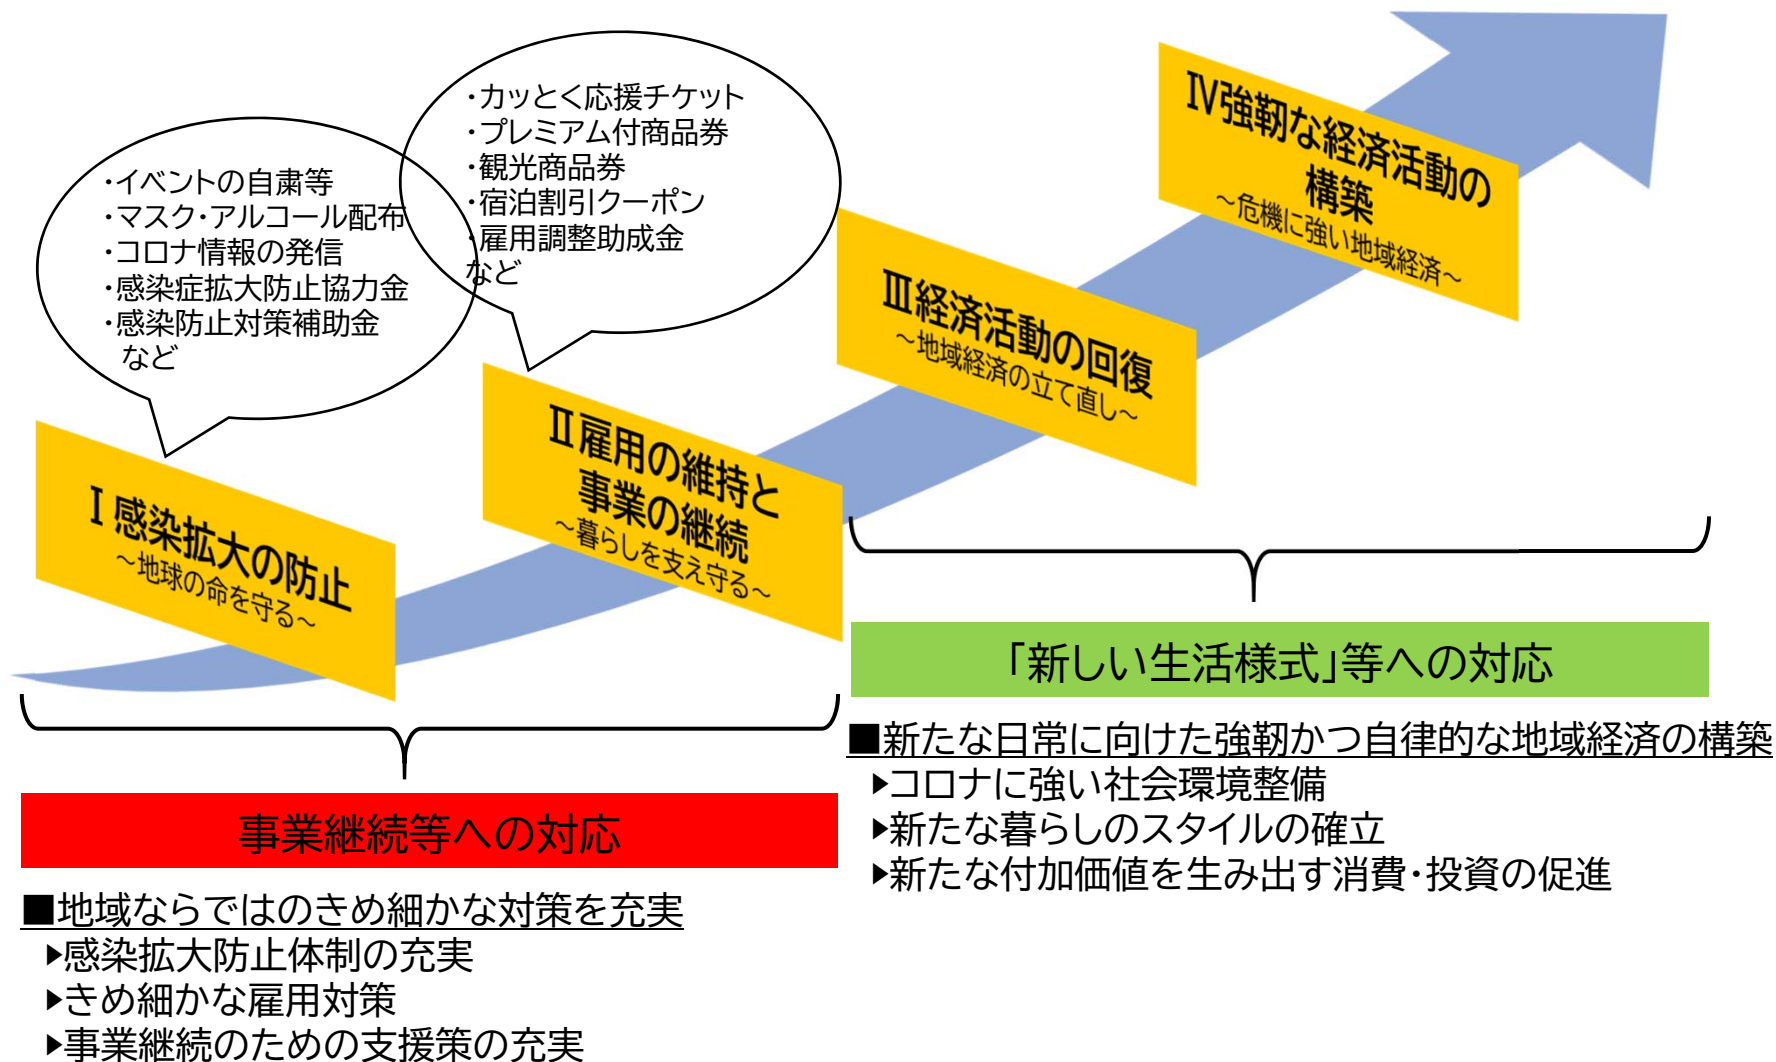 ・イベントの自粛等
・マスク・アルコール配布
・コロナ情報の発信
・感染症拡大防止協力金
・感染防止対策補助金
など
・カッとく応援チケット
・プレミアム付商品券
・観光商品券
・宿泊割引クーポン
・雇用調整助成金
など
Ⅰ感染拡大の防止
～地球の命を守る～
Ⅱ雇用の維持と
事業の継続
～暮らしを支え守る～
Ⅲ経済活動の回復
～地域経済の立て直し～
Ⅳ強靭な経済活動の
構築
～危機に強い地域経済～
事業継続等への対応
■地域ならではのきめ細かな対策を充実
▶感染拡大防止体制の充実
▶きめ細かな雇用対策
▶事業継続のための支援策の充実
「新しい生活様式」等への対応
■新たな日常に向けた強靭かつ自律的な地域経済の構築
▶コロナに強い社会環境整備
▶新たな暮らしのスタイルの確立
▶新たな付加価値を生み出す消費・投資の促進